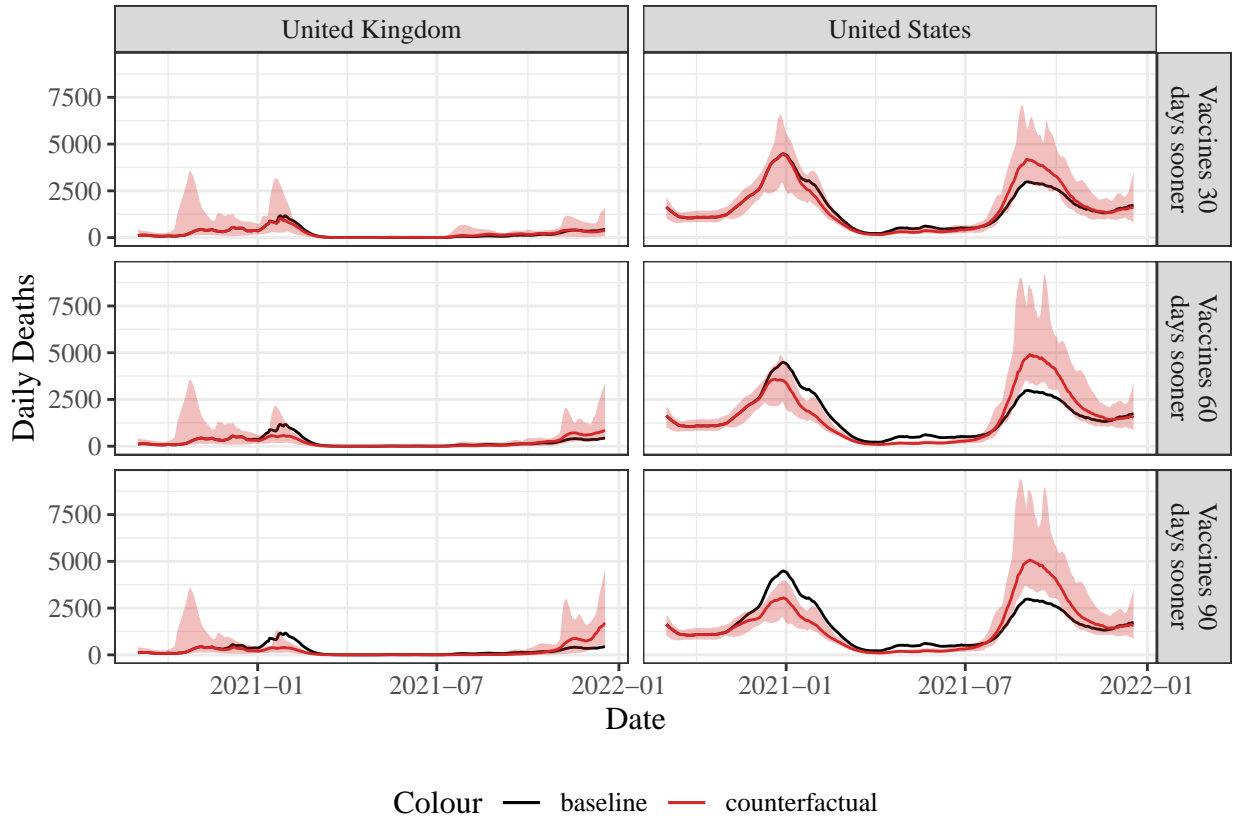 United Kingdom
United States
Daily Deaths
7500
5000
2500
0
Vaccines 30
days sooner
7500
5000
2500
0
Vaccines 60
days sooner
7500
5000
2500
0
Vaccines 90
days sooner
2021–01
2021–07
2022–01
2021–01
2021–07
2022–01
Date
Colour
baseline
counterfactual